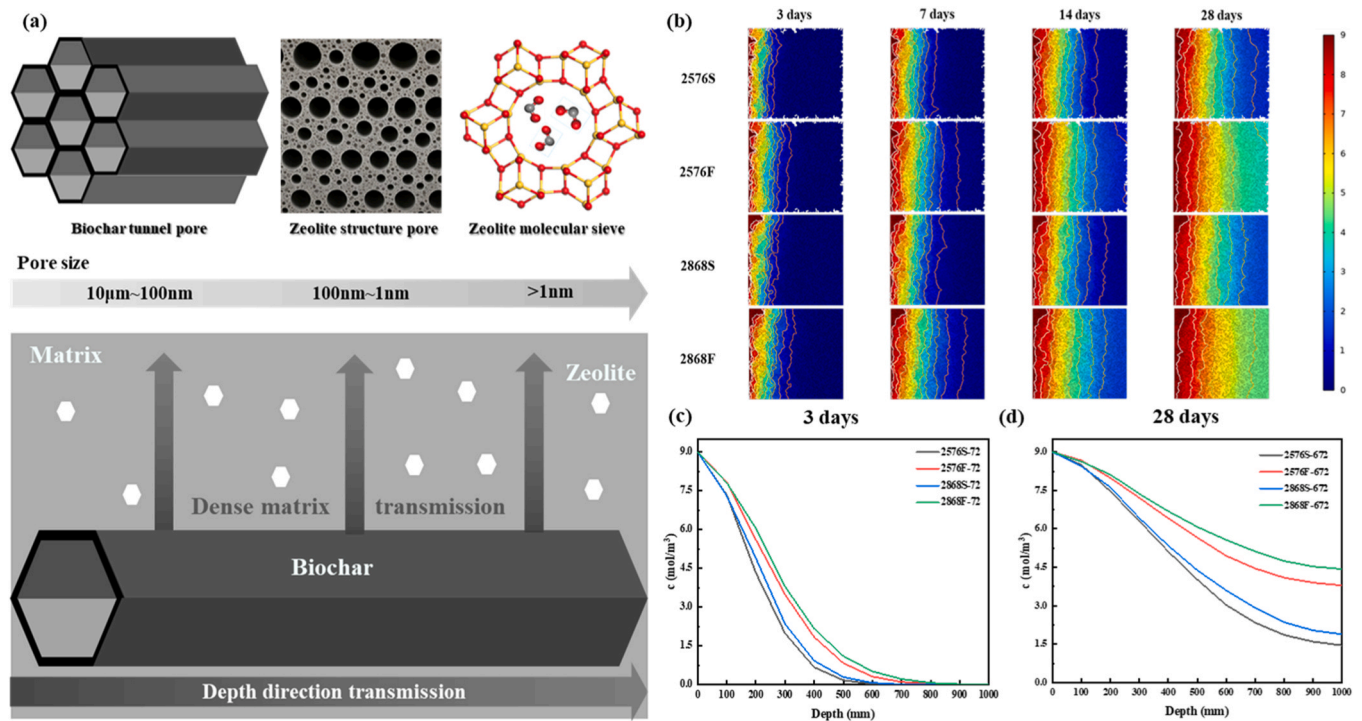 (a)
Biochar tunnel pore
Zeolite structure pore
Zeolite molecular sieve
Pore size
10μm~100nm
100nm~1nm
>1nm
Matrix
Zeolite
Dense matrix
transmission
Biochar
Depth direction transmission
(b)
3 days
7 days
14 days
28 days
2576S
2576F
2868S
2868F
9
8
7
6
5
4
3
2
1
0
(c)
3 days
9.0
7.5
6.0
4.5
3.0
1.5
0.0
c (mol/m³)
2576S-72
2576F-72
2868S-72
2868F-72
0 100 200 300 400 500 600 700 800 900 1000
Depth (mm)
(d)
28 days
9.0
7.5
6.0
4.5
3.0
1.5
0.0
c (mol/m³)
2576S-672
2576F-672
2868S-672
2868F-672
0 100 200 300 400 500 600 700 800 900 1000
Depth (mm)